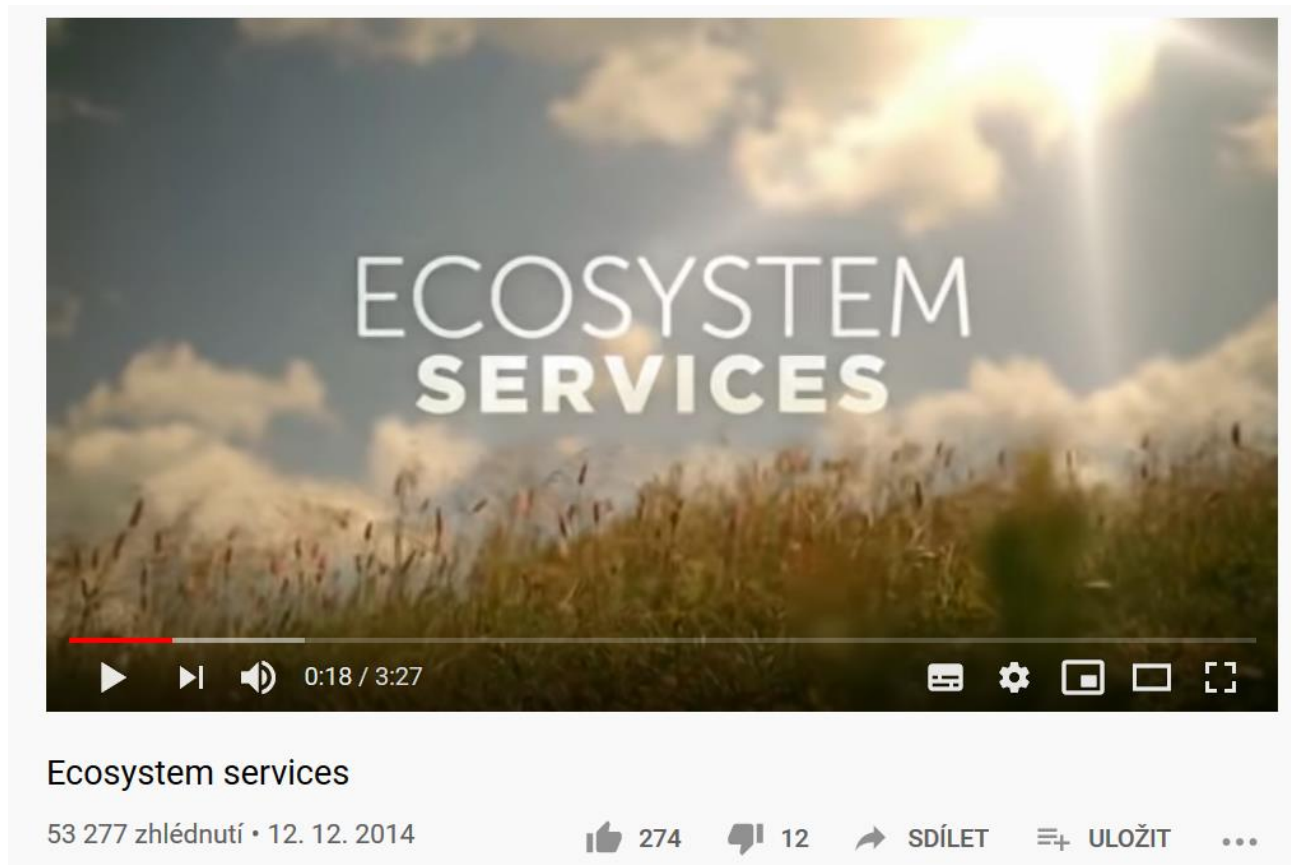 ECOSYSTEM
SERVICES
0:18 / 3:27
Ecosystem services
53 277 zhlédnutí • 12. 12. 2014 274 12 SDÍLET ULOŽIT